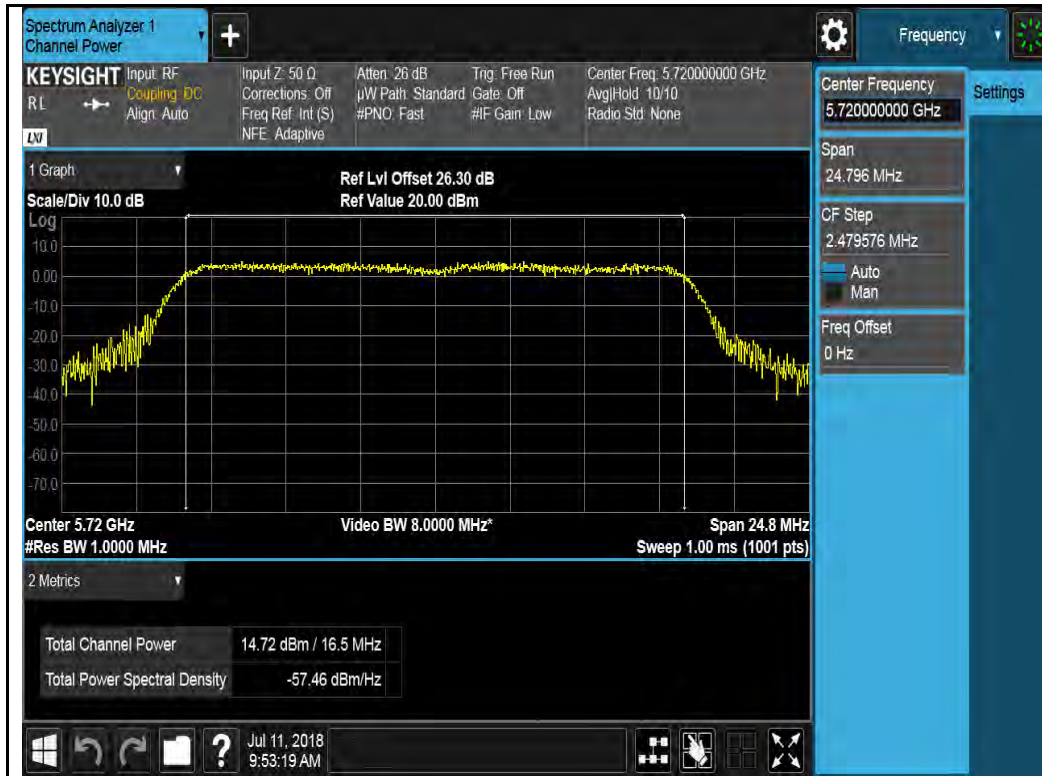 Spectrum Analyzer 1
Channel Power
+
Frequency
KEYSIGHT
RL
LXI
Input: RF
Coupling: DC
Align: Auto
Input Z: 50 Ω
Corrections: Off
Freq Ref: Int (S)
NFE: Adaptive
Atten: 26 dB
µW Path: Standard
#PNO: Fast
Trig: Free Run
Gate: Off
#IF Gain: Low
Center Freq: 5.720000000 GHz
Avg|Hold: 10/10
Radio Std: None
Center Frequency
5.720000000 GHz
Settings
Span
24.796 MHz
CF Step
2.479576 MHz
Auto
Man
Freq Offset
0 Hz
1 Graph
Scale/Div 10.0 dB
Ref Lvl Offset 26.30 dB
Ref Value 20.00 dBm
Log
10.0
0.00
-10.0
-20.0
-30.0
-40.0
-50.0
-60.0
-70.0
Center 5.72 GHz
#Res BW 1.0000 MHz
Video BW 8.0000 MHz*
Span 24.8 MHz
Sweep 1.00 ms (1001 pts)
2 Metrics
Total Channel Power 14.72 dBm / 16.5 MHz
Total Power Spectral Density -57.46 dBm/Hz
?
Jul 11, 2018
9:53:19 AM